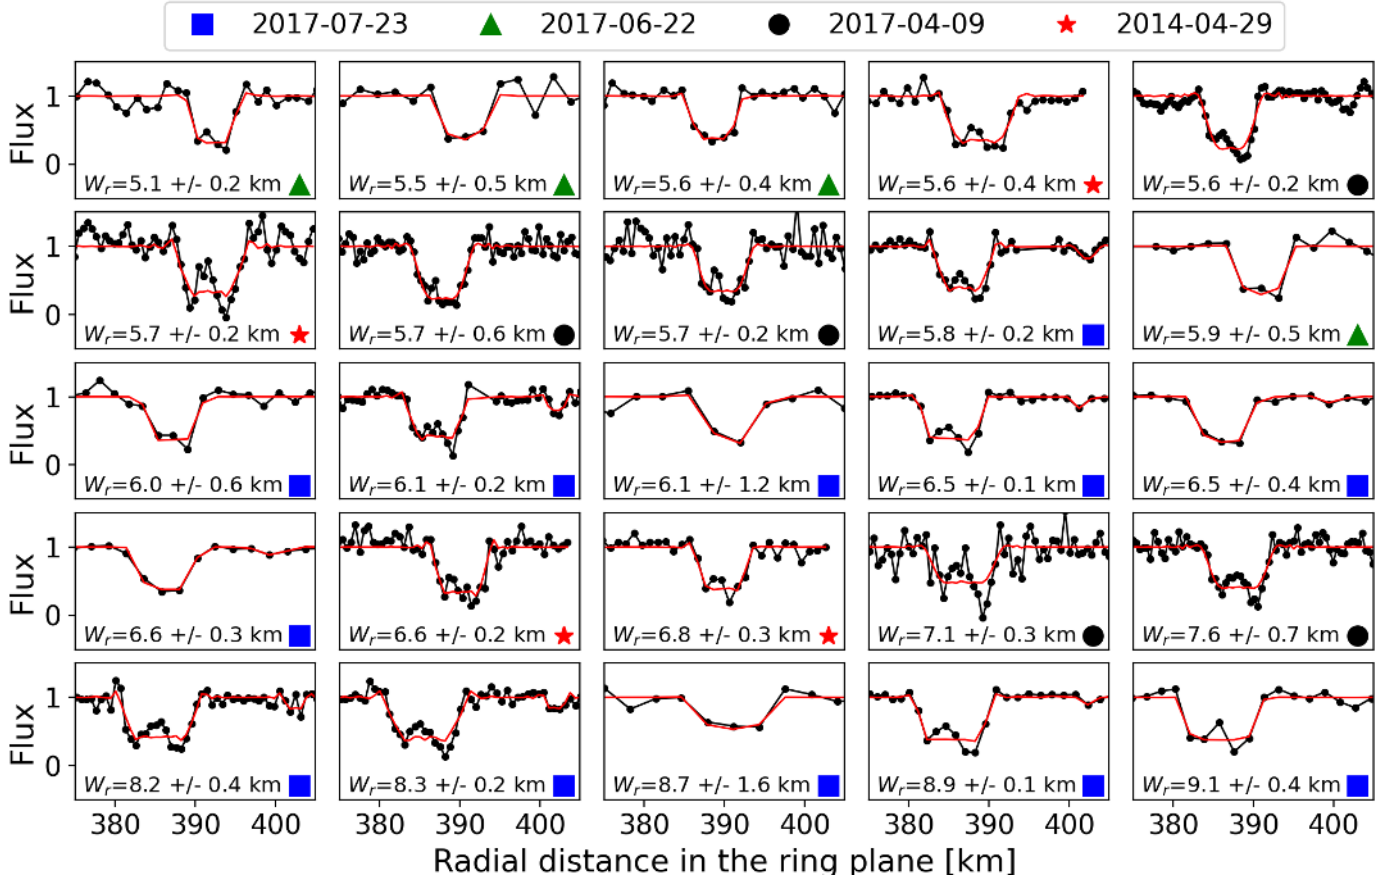 2017-07-23 2017-06-22 2017-04-09 2014-04-29
Flux 1 0
W_r=5.1 +/- 0.2 km W_r=5.5 +/- 0.5 km W_r=5.6 +/- 0.4 km W_r=5.6 +/- 0.4 km W_r=5.6 +/- 0.2 km
Flux 1 0
W_r=5.7 +/- 0.2 km W_r=5.7 +/- 0.6 km W_r=5.7 +/- 0.2 km W_r=5.8 +/- 0.2 km W_r=5.9 +/- 0.5 km
Flux 1 0
W_r=6.0 +/- 0.6 km W_r=6.1 +/- 0.2 km W_r=6.1 +/- 1.2 km W_r=6.5 +/- 0.1 km W_r=6.5 +/- 0.4 km
Flux 1 0
W_r=6.6 +/- 0.3 km W_r=6.6 +/- 0.2 km W_r=6.8 +/- 0.3 km W_r=7.1 +/- 0.3 km W_r=7.6 +/- 0.7 km
Flux 1 0
W_r=8.2 +/- 0.4 km W_r=8.3 +/- 0.2 km W_r=8.7 +/- 1.6 km W_r=8.9 +/- 0.1 km W_r=9.1 +/- 0.4 km
380 390 400 380 390 400 380 390 400 380 390 400 380 390 400
Radial distance in the ring plane [km]